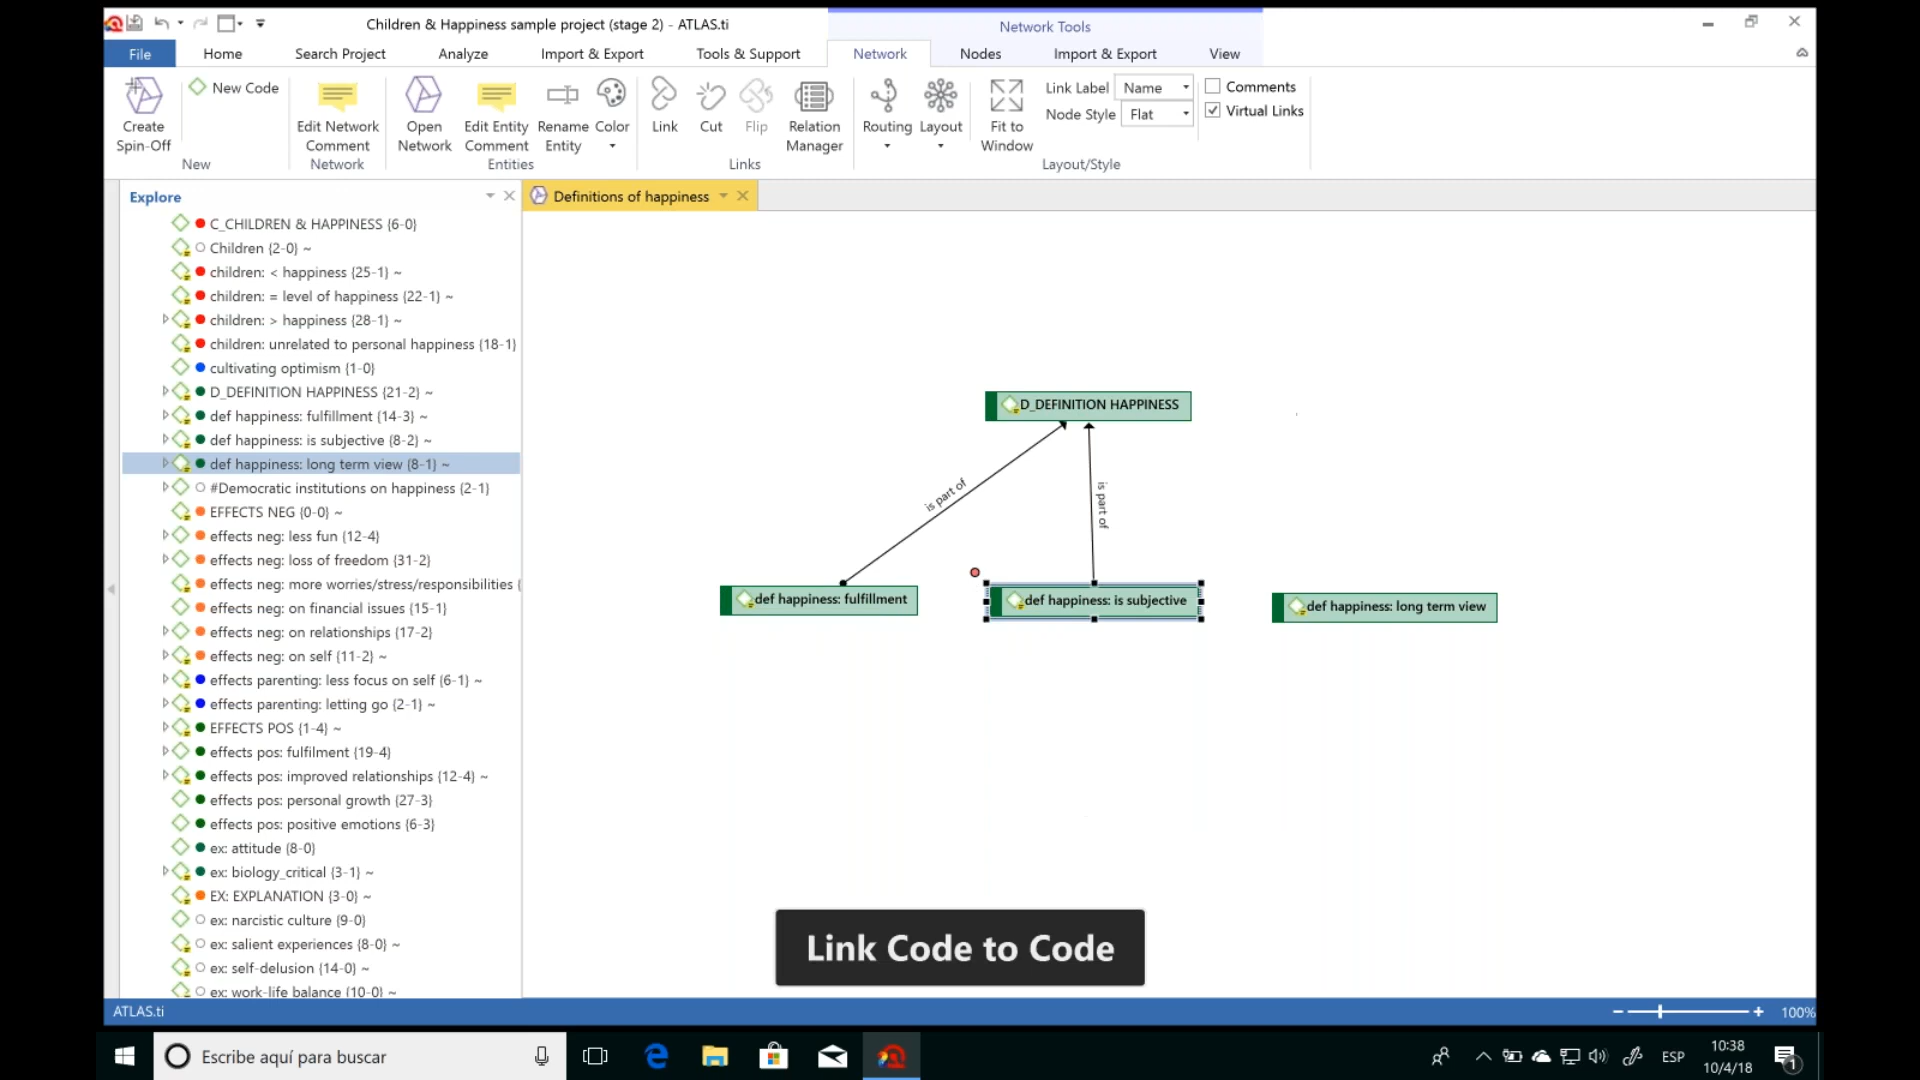 Children & Happiness sample project (stage 2) - ATLAS.ti
Network Tools
File
Home
Search Project
Analyze
Import & Export
Tools & Support
Network
Nodes
Import & Export
View
Create Spin-Off
New Code
New
Edit Network Comment
Network
Open Network
Edit Entity Comment
Rename Entity
Color
Entities
Link
Cut
Flip
Relation Manager
Links
Routing
Layout
Fit to Window
Link Label Name
Node Style Flat
Comments
Virtual Links
Layout/Style
Explore
Definitions of happiness
C_CHILDREN & HAPPINESS {6-0}
Children {2-0} ~
children: < happiness {25-1} ~
children: = level of happiness {22-1} ~
children: > happiness {28-1} ~
children: unrelated to personal happiness {18-1}
cultivating optimism {1-0}
D_DEFINITION HAPPINESS {21-2} ~
def happiness: fulfillment {14-3} ~
def happiness: is subjective {8-2} ~
def happiness: long term view {8-1} ~
#Democratic institutions on happiness {2-1}
EFFECTS NEG {0-0} ~
effects neg: less fun {12-4}
effects neg: loss of freedom {31-2}
effects neg: more worries/stress/responsibilities {
effects neg: on financial issues {15-1}
effects neg: on relationships {17-2}
effects neg: on self {11-2} ~
effects parenting: less focus on self {6-1} ~
effects parenting: letting go {2-1} ~
EFFECTS POS {1-4} ~
effects pos: fulfilment {19-4}
effects pos: improved relationships {12-4} ~
effects pos: personal growth {27-3}
effects pos: positive emotions {6-3}
ex: attitude {8-0}
ex: biology_critical {3-1} ~
EX: EXPLANATION {3-0} ~
ex: narcistic culture {9-0}
ex: salient experiences {8-0} ~
ex: self-delusion {14-0} ~
ex: work-life balance {10-0} ~
D_DEFINITION HAPPINESS
is part of
is part of
def happiness: fulfillment
def happiness: is subjective
def happiness: long term view
Link Code to Code
ATLAS.ti
100%
Escribe aquí para buscar
ESP
10:38
10/4/18
1